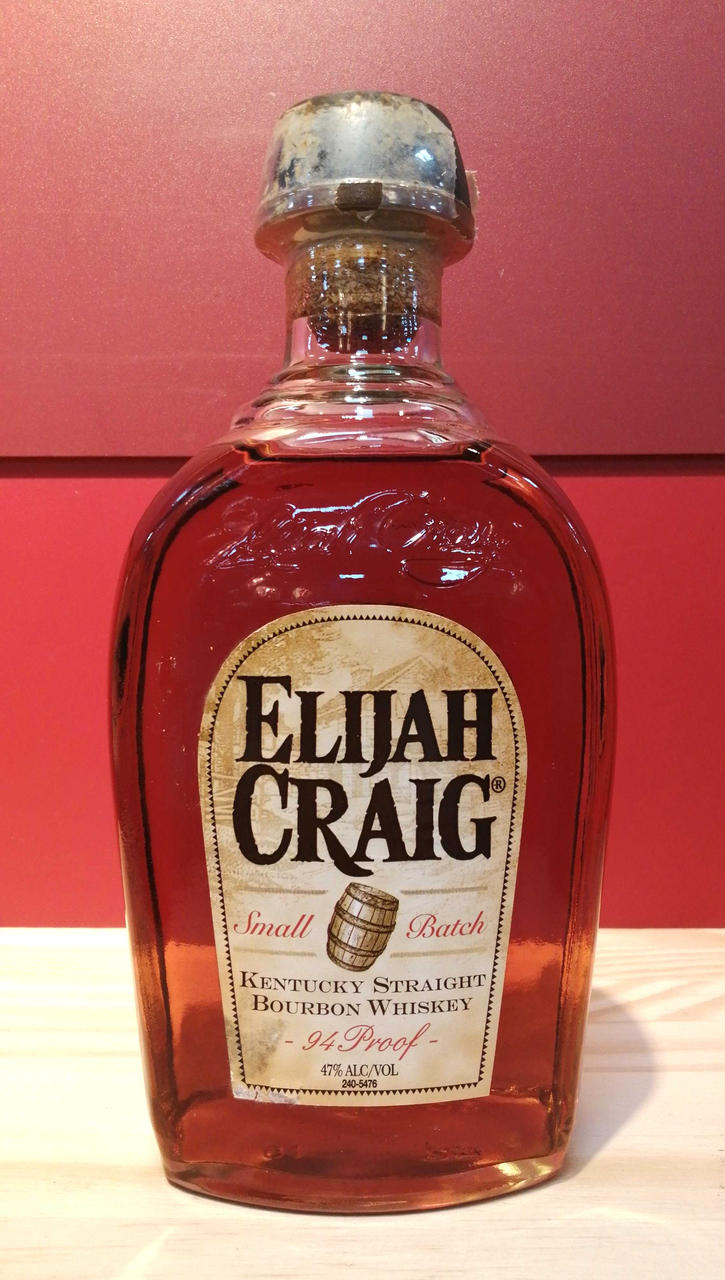 ELIJAH
CRAIG®
Small Batch
KENTUCKY STRAIGHT
BOURBON WHISKEY
- 94 Proof -
47% ALC/VOL
240-5476